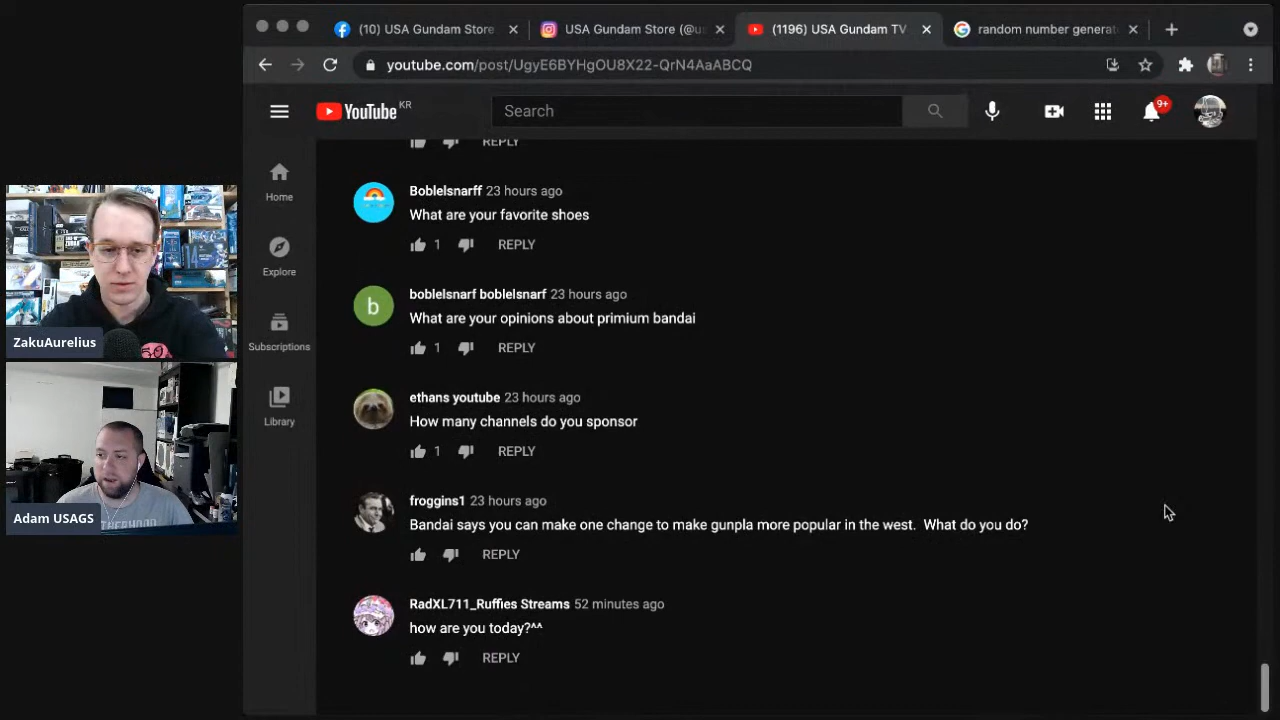 (10) USA Gundam Store
USA Gundam Store (@u
(1196) USA Gundam TV
random number generat
youtube.com/post/UgyE6BYHgOU8X22-QrN4AaABCQ
YouTube KR
Search
9+
Home
Explore
Subscriptions
Library
REPLY
BobleIsnarff 23 hours ago
What are your favorite shoes
1 REPLY
b
bobleIsnarf bobleIsnarf 23 hours ago
What are your opinions about primium bandai
1 REPLY
ethans youtube 23 hours ago
How many channels do you sponsor
1 REPLY
froggins1 23 hours ago
Bandai says you can make one change to make gunpla more popular in the west. What do you do?
REPLY
RadXL711_Ruffies Streams 52 minutes ago
how are you today?^^
REPLY
ZakuAurelius
Adam USAGS